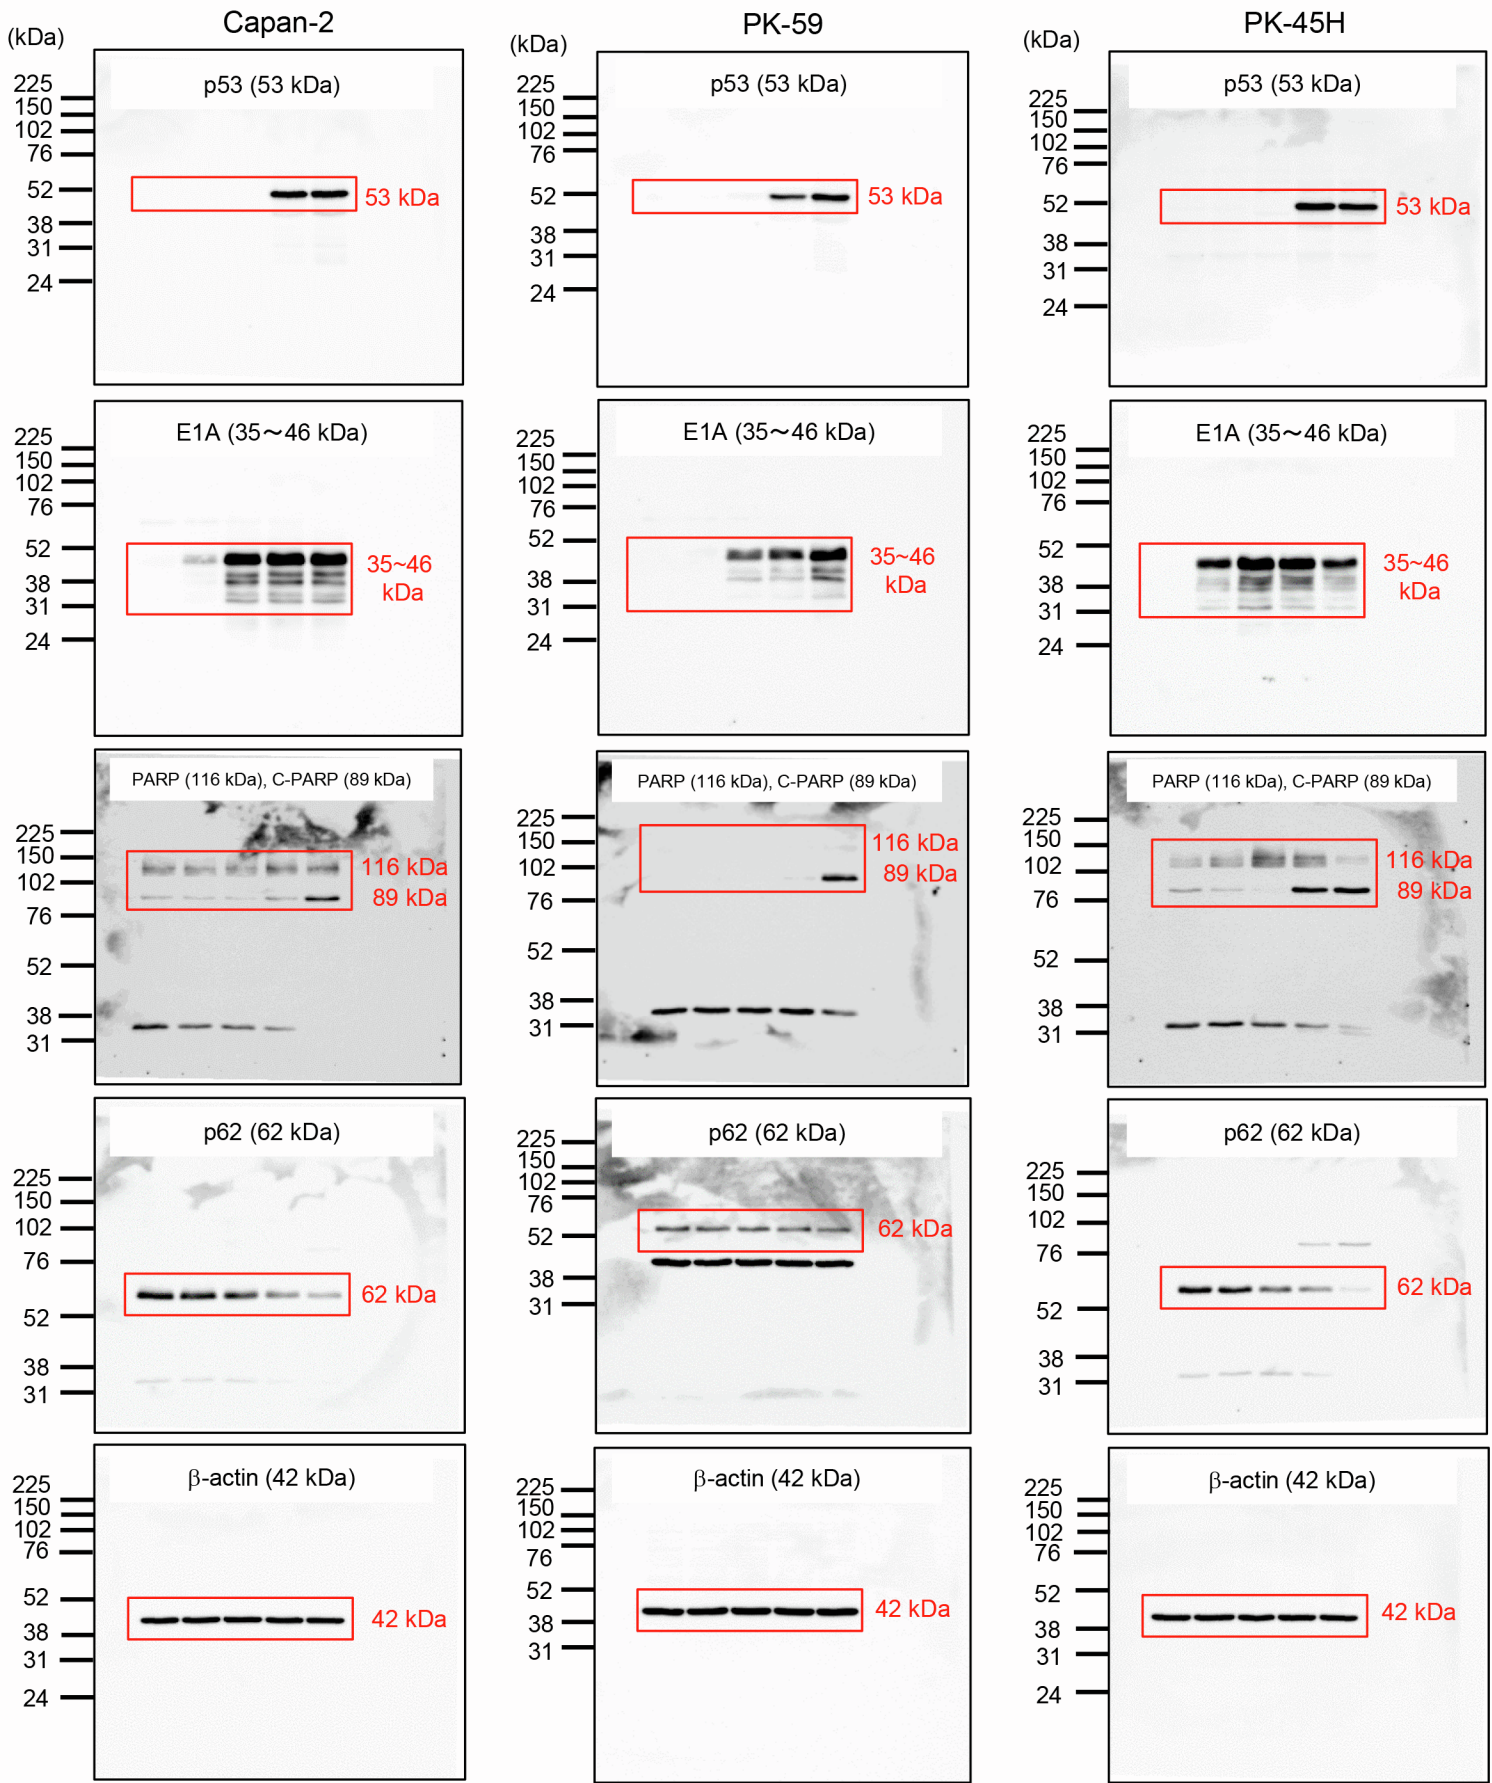 Capan-2
PK-59
PK-45H
(kDa)
p53 (53 kDa)
225
150
102
76
52
38
31
24
53 kDa
(kDa)
p53 (53 kDa)
225
150
102
76
52
38
31
24
53 kDa
(kDa)
p53 (53 kDa)
225
150
102
76
52
38
31
24
53 kDa
E1A (35～46 kDa)
225
150
102
76
52
38
31
24
35~46
kDa
E1A (35～46 kDa)
225
150
102
76
52
38
31
24
35~46
kDa
E1A (35～46 kDa)
225
150
102
76
52
38
31
24
35~46
kDa
PARP (116 kDa), C-PARP (89 kDa)
225
150
102
76
52
38
31
116 kDa
89 kDa
PARP (116 kDa), C-PARP (89 kDa)
225
150
102
76
52
38
31
116 kDa
89 kDa
PARP (116 kDa), C-PARP (89 kDa)
225
150
102
76
52
38
31
116 kDa
89 kDa
p62 (62 kDa)
225
150
102
76
52
38
31
62 kDa
p62 (62 kDa)
225
150
102
76
52
38
31
62 kDa
p62 (62 kDa)
225
150
102
76
52
38
31
62 kDa
β-actin (42 kDa)
225
150
102
76
52
38
31
24
42 kDa
β-actin (42 kDa)
225
150
102
76
52
38
31
42 kDa
β-actin (42 kDa)
225
150
102
76
52
38
31
24
42 kDa